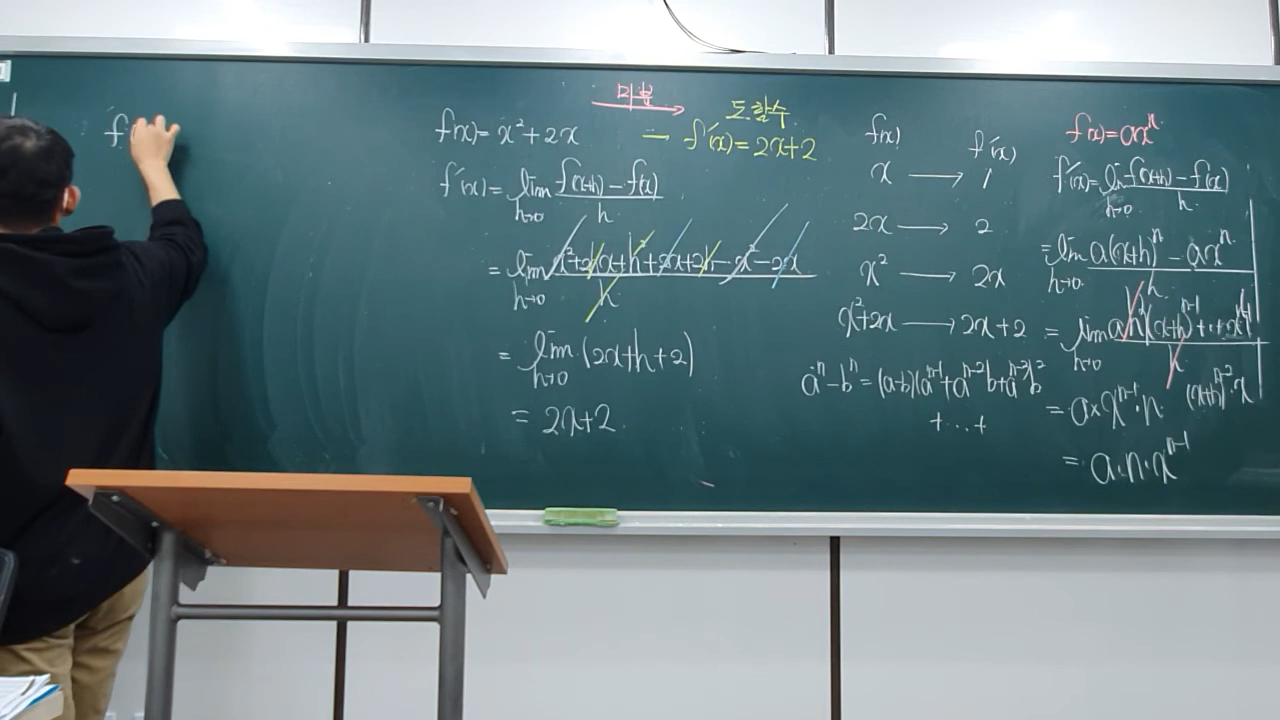 f(
미분
f(x)= x²+2x → f'(x)=2x+2
도함수
f'(x)= lim h→0 f(x+h)-f(x) / h
= lim h→0 x²+2hx+h²+2x+2h-x²-2x / h
= lim h→0 (2x+h+2)
= 2x+2
f(x) f'(x)
x → 1
2x → 2
x² → 2x
x²+2x → 2x+2
aⁿ-bⁿ=(a-b)(aⁿ⁻¹+aⁿ⁻²b+aⁿ⁻³b²
+…+
f(x)=axⁿ
f'(x)= lim h→0 f(x+h)-f(x) / h
= lim h→0 a(x+h)ⁿ-axⁿ / h
(x+h)ⁿ⁻²·x
= a×xⁿ⁻¹·n
= a·n·xⁿ⁻¹